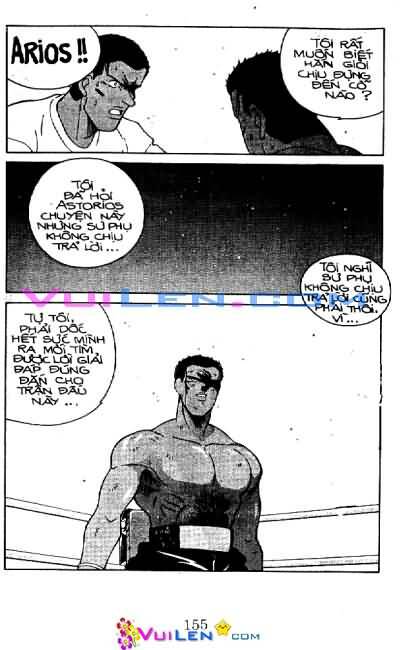 ARIOS!!
TÔI RẤT
MUỐN BIẾT
HẮN GIỎI
CHỊU ĐỰNG
ĐẾN CỠ
NÀO?
TÔI
ĐÃ HỎI
ASTORIOS
CHUYỆN NÀY
NHƯNG SƯ PHỤ
KHÔNG CHỊU
TRẢ LỜI...
TÔI NGHĨ
SƯ PHỤ
KHÔNG CHỊU
TRẢ LỜI CŨNG
PHẢI THÔI.
VÌ...
VUILEN.COM
TỰ TÔI,
PHẢI DỐC
HẾT SỨC MÌNH
RA MỚI TÌM
ĐƯỢC LỜI GIẢI
ĐÁP ĐÚNG
ĐẮN CHO
TRẬN ĐẤU
NÀY...
155
VUILEN.COM